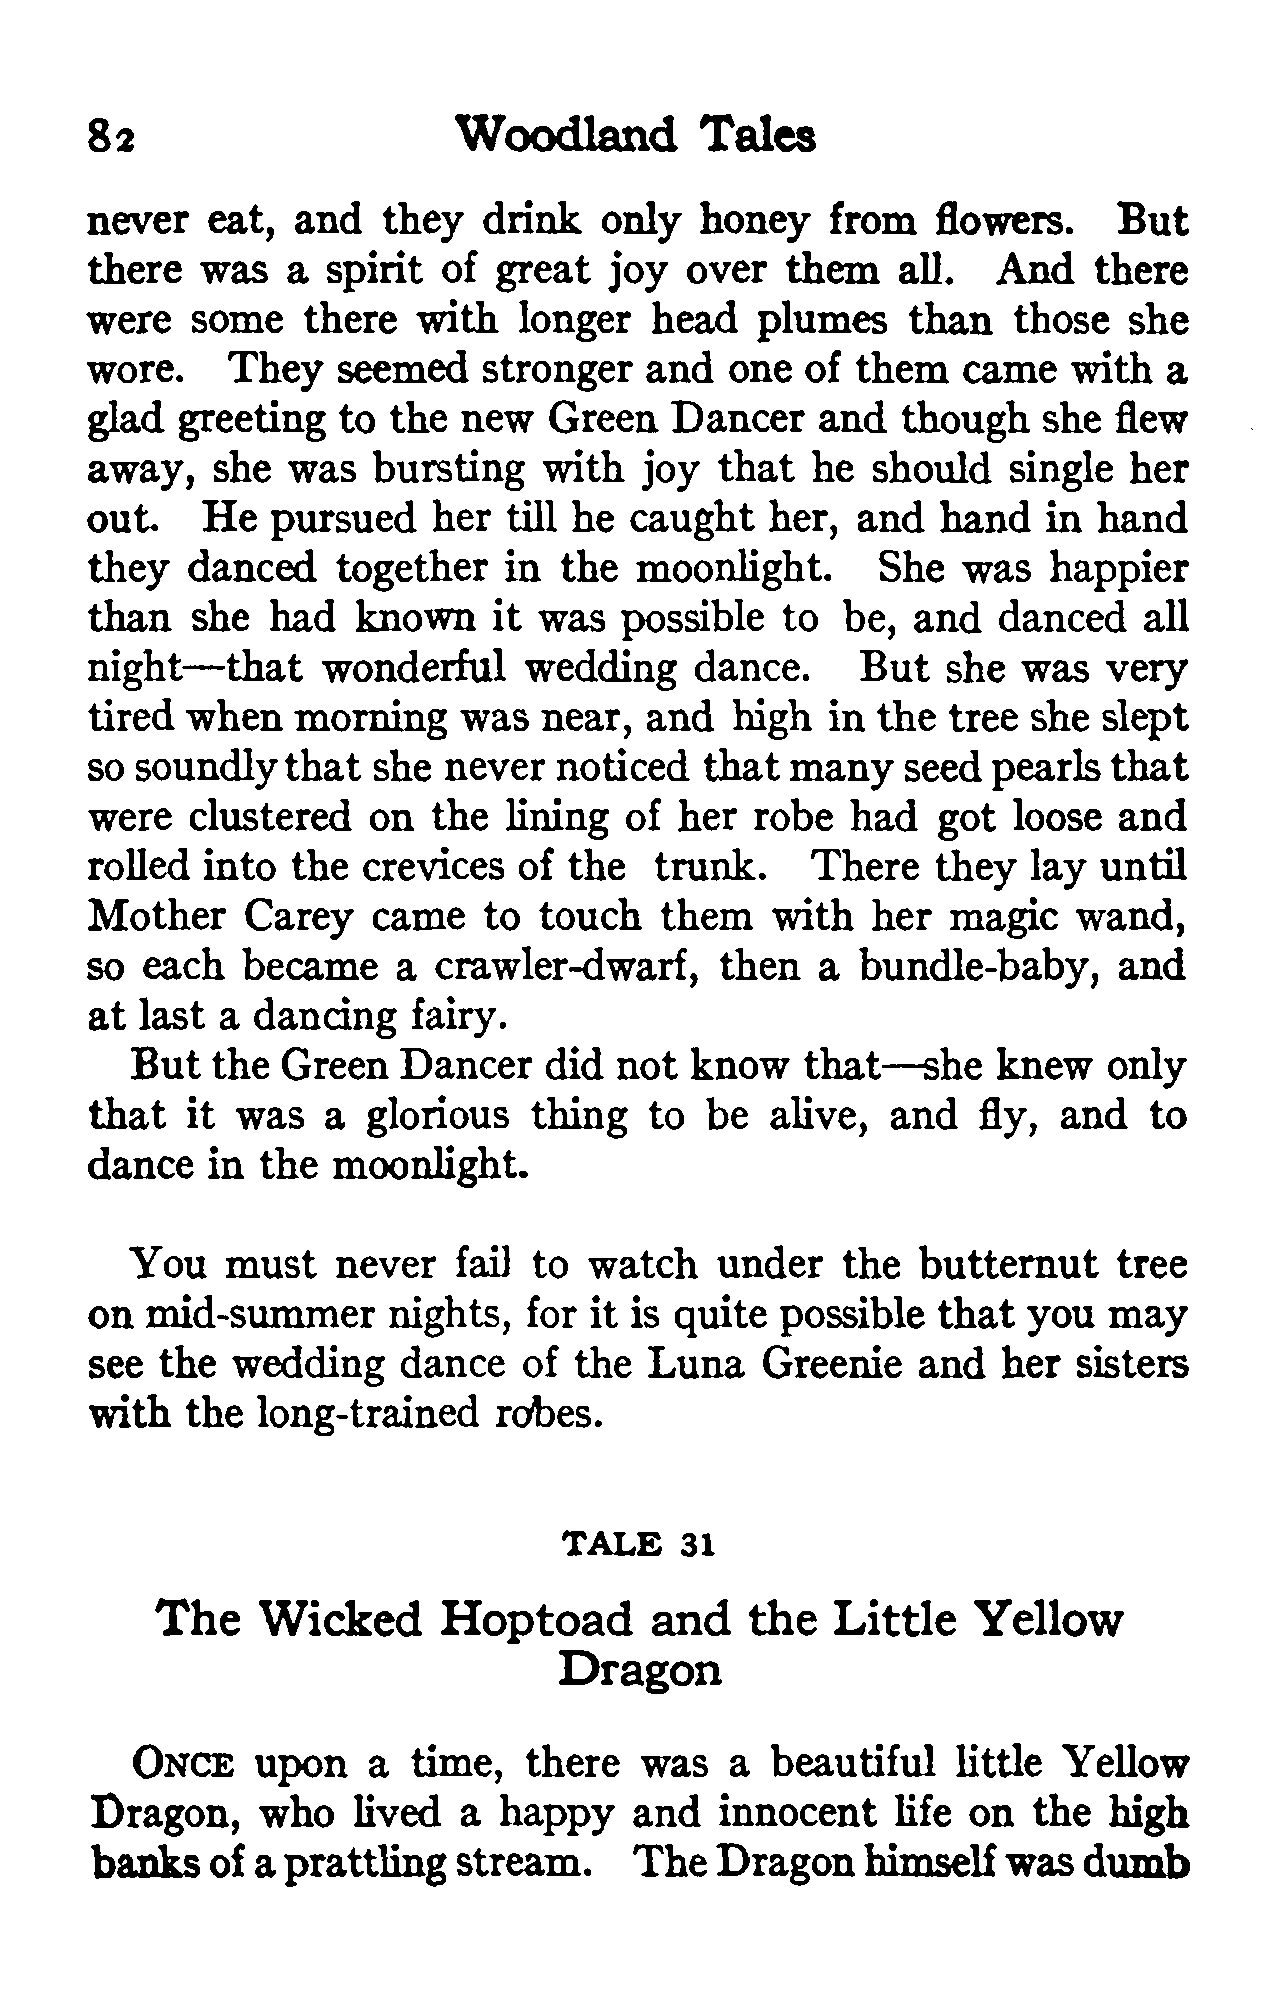 82 Woodland Tales
never eat, and they drink only honey from flowers. But
there was a spirit of great joy over them all. And there
were some there with longer head plumes than those she
wore. They seemed stronger and one of them came with a
glad greeting to the new Green Dancer and though she flew
away, she was bursting with joy that he should single her
out. He pursued her till he caught her, and hand in hand
they danced together in the moonlight. She was happier
than she had known it was possible to be, and danced all
night—that wonderful wedding dance. But she was very
tired when morning was near, and high in the tree she slept
so soundly that she never noticed that many seed pearls that
were clustered on the lining of her robe had got loose and
rolled into the crevices of the trunk. There they lay until
Mother Carey came to touch them with her magic wand,
so each became a crawler-dwarf, then a bundle-baby, and
at last a dancing fairy.
But the Green Dancer did not know that—she knew only
that it was a glorious thing to be alive, and fly, and to
dance in the moonlight.
You must never fail to watch under the butternut tree
on mid-summer nights, for it is quite possible that you may
see the wedding dance of the Luna Greenie and her sisters
with the long-trained robes.
TALE 31
The Wicked Hoptoad and the Little Yellow
Dragon
ONCE upon a time, there was a beautiful little Yellow
Dragon, who lived a happy and innocent life on the high
banks of a prattling stream. The Dragon himself was dumb